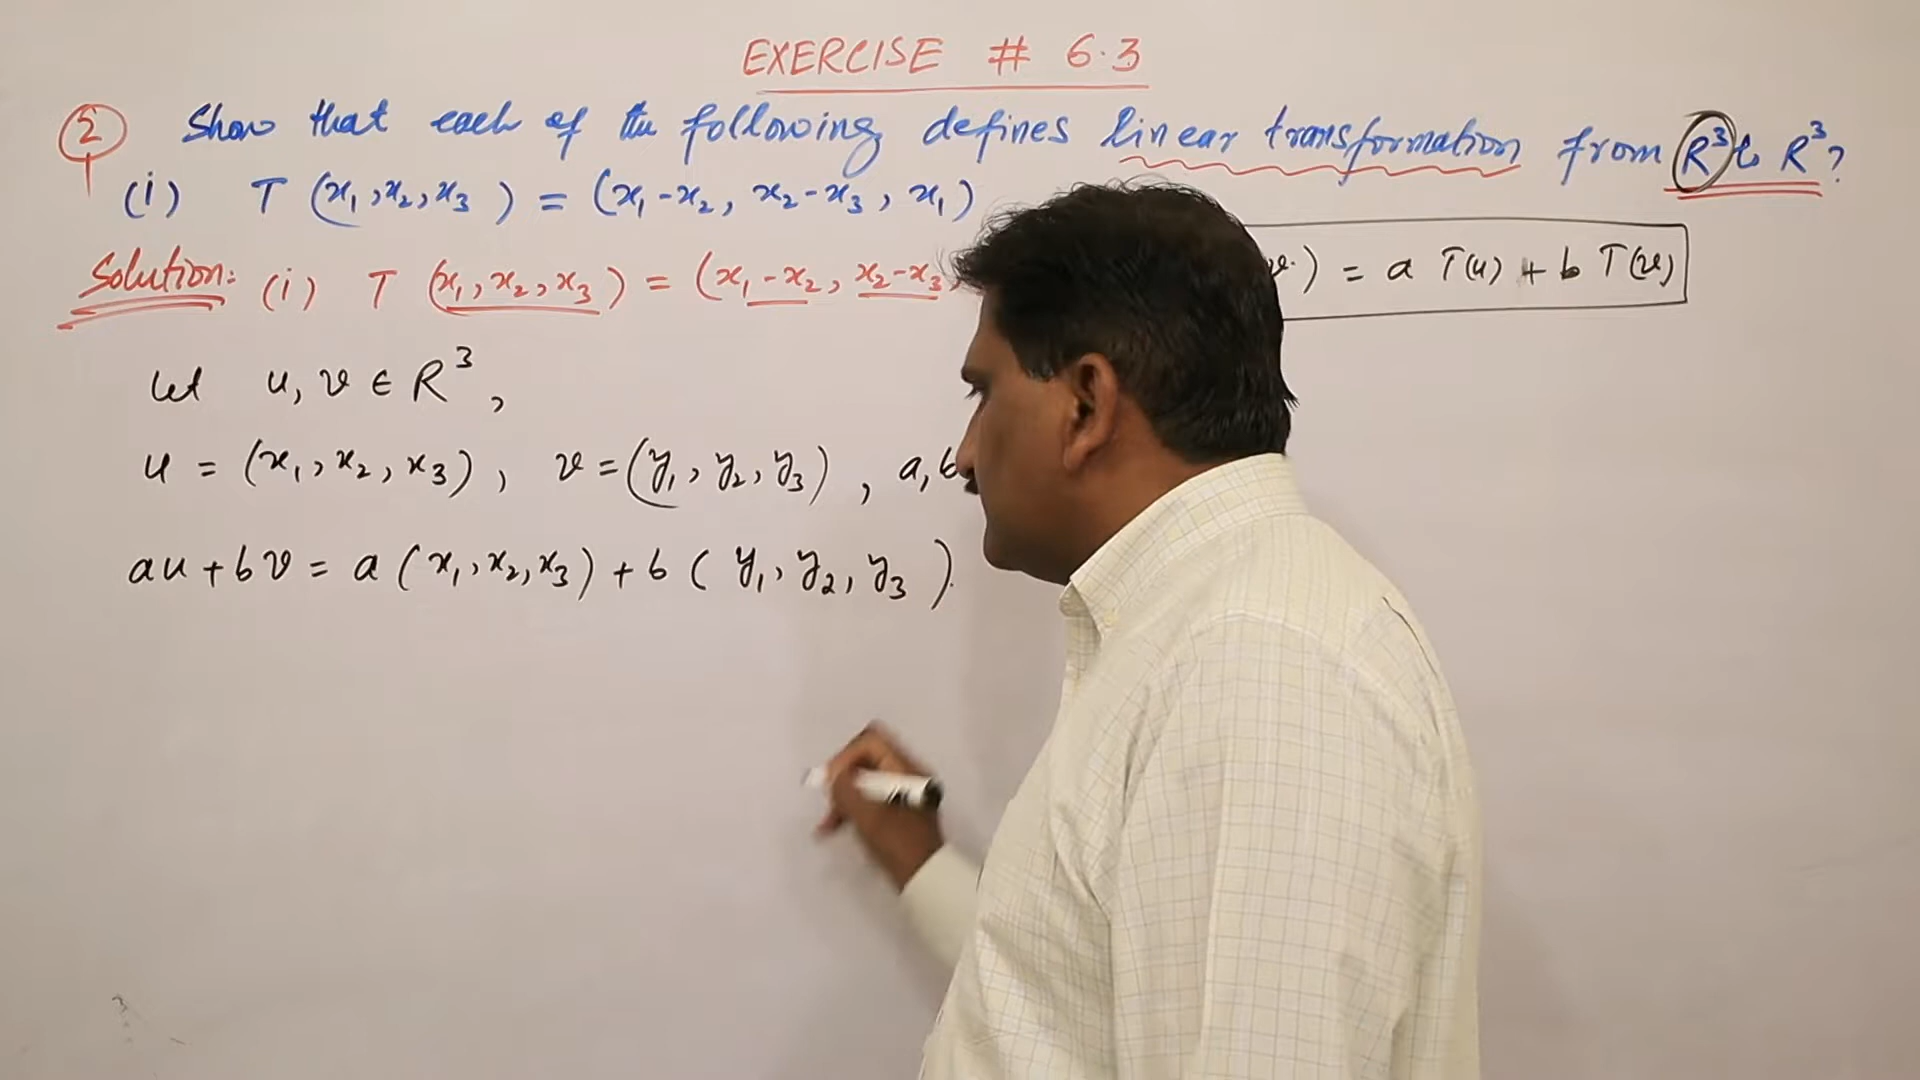 EXERCISE # 6.3
2 Show that each of the following defines linear transformation from R³ to R³?
(i) T (x₁, x₂, x₃) = (x₁ - x₂, x₂ - x₃, x₁)
Solution: (i) T (x₁, x₂, x₃) = (x₁ - x₂, x₂ - x₃,
v) = a T(u) + b T(v)
let u, v ∈ R³,
u = (x₁, x₂, x₃), v = (y₁, y₂, y₃), a, b
au + bv = a (x₁, x₂, x₃) + b (y₁, y₂, y₃).